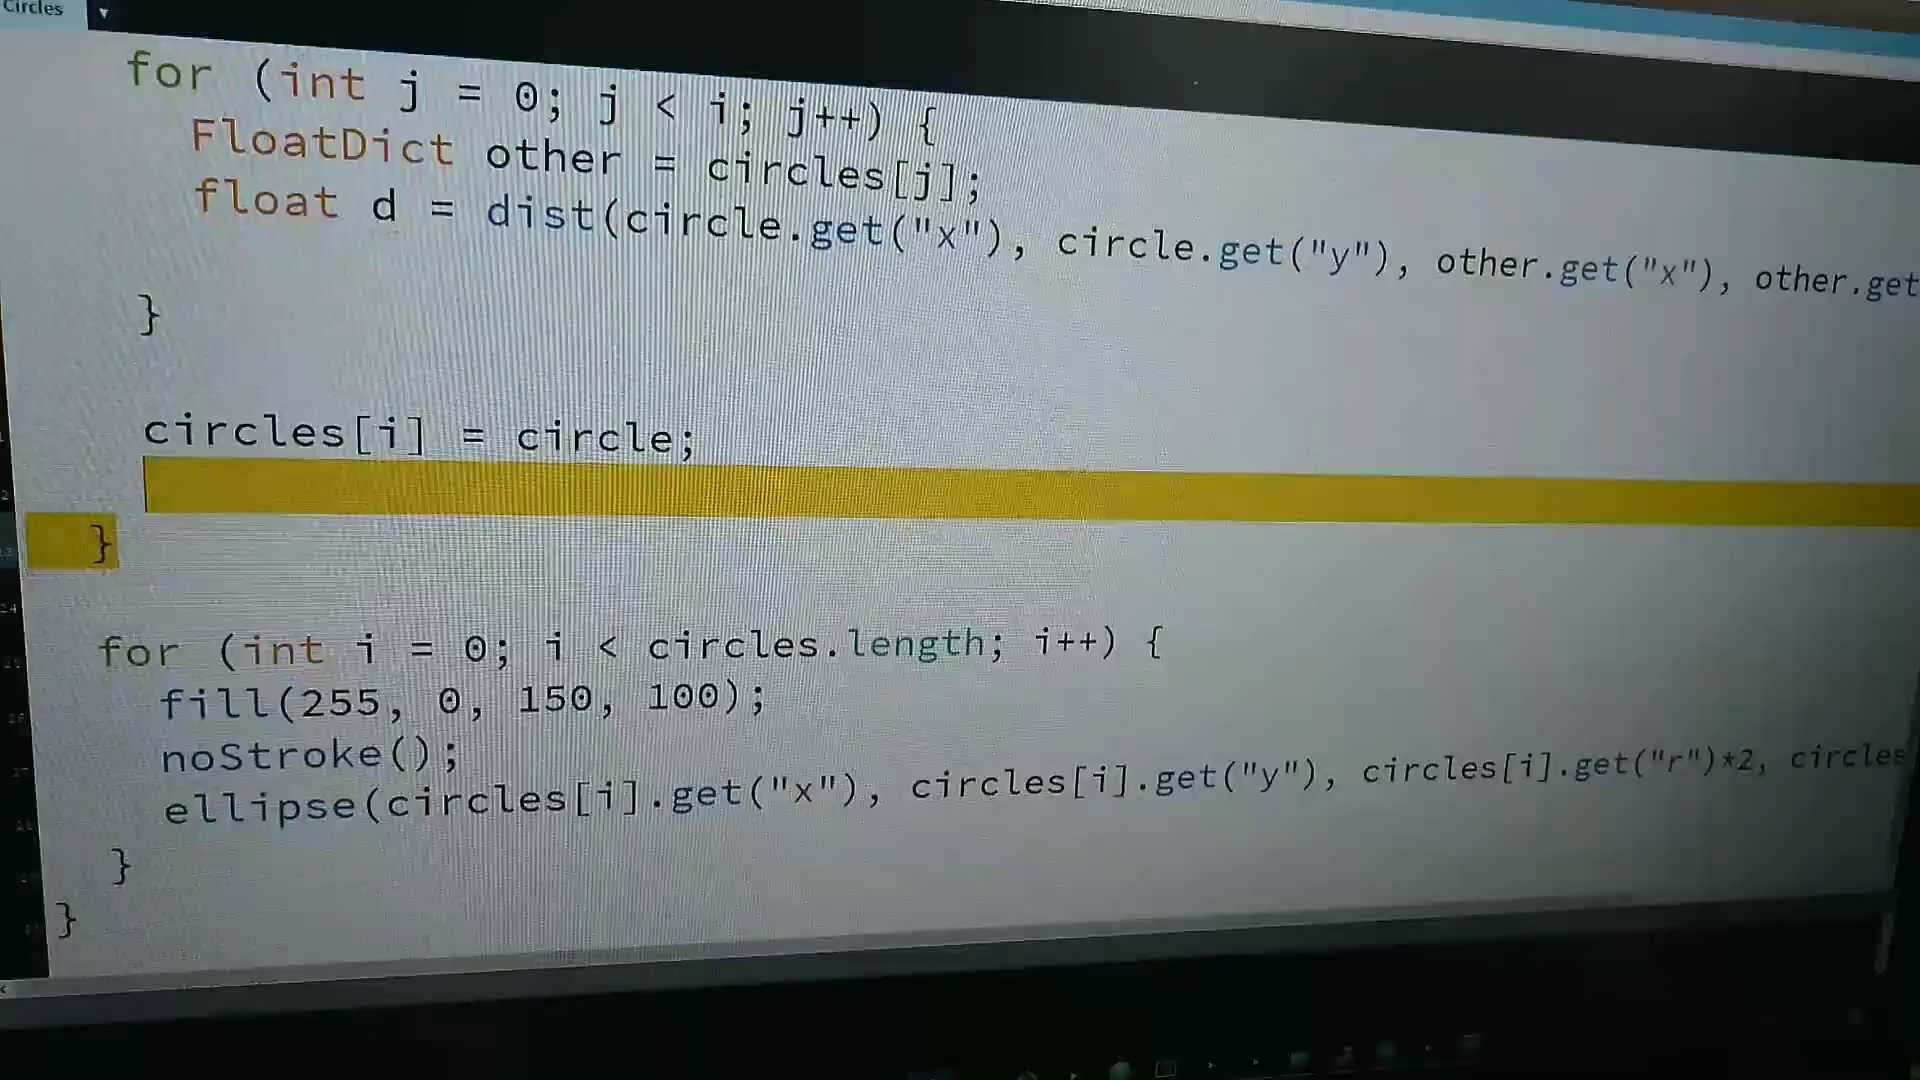 Circles
for (int j = 0; j < i; j++) {
FloatDict other = circles[j];
float d = dist(circle.get("x"), circle.get("y"), other.get("x"), other.get
}
circles[i] = circle;
}
24
for (int i = 0; i < circles.length; i++) {
fill(255, 0, 150, 100);
noStroke();
ellipse(circles[i].get("x"), circles[i].get("y"), circles[i].get("r")*2, circles
}
}